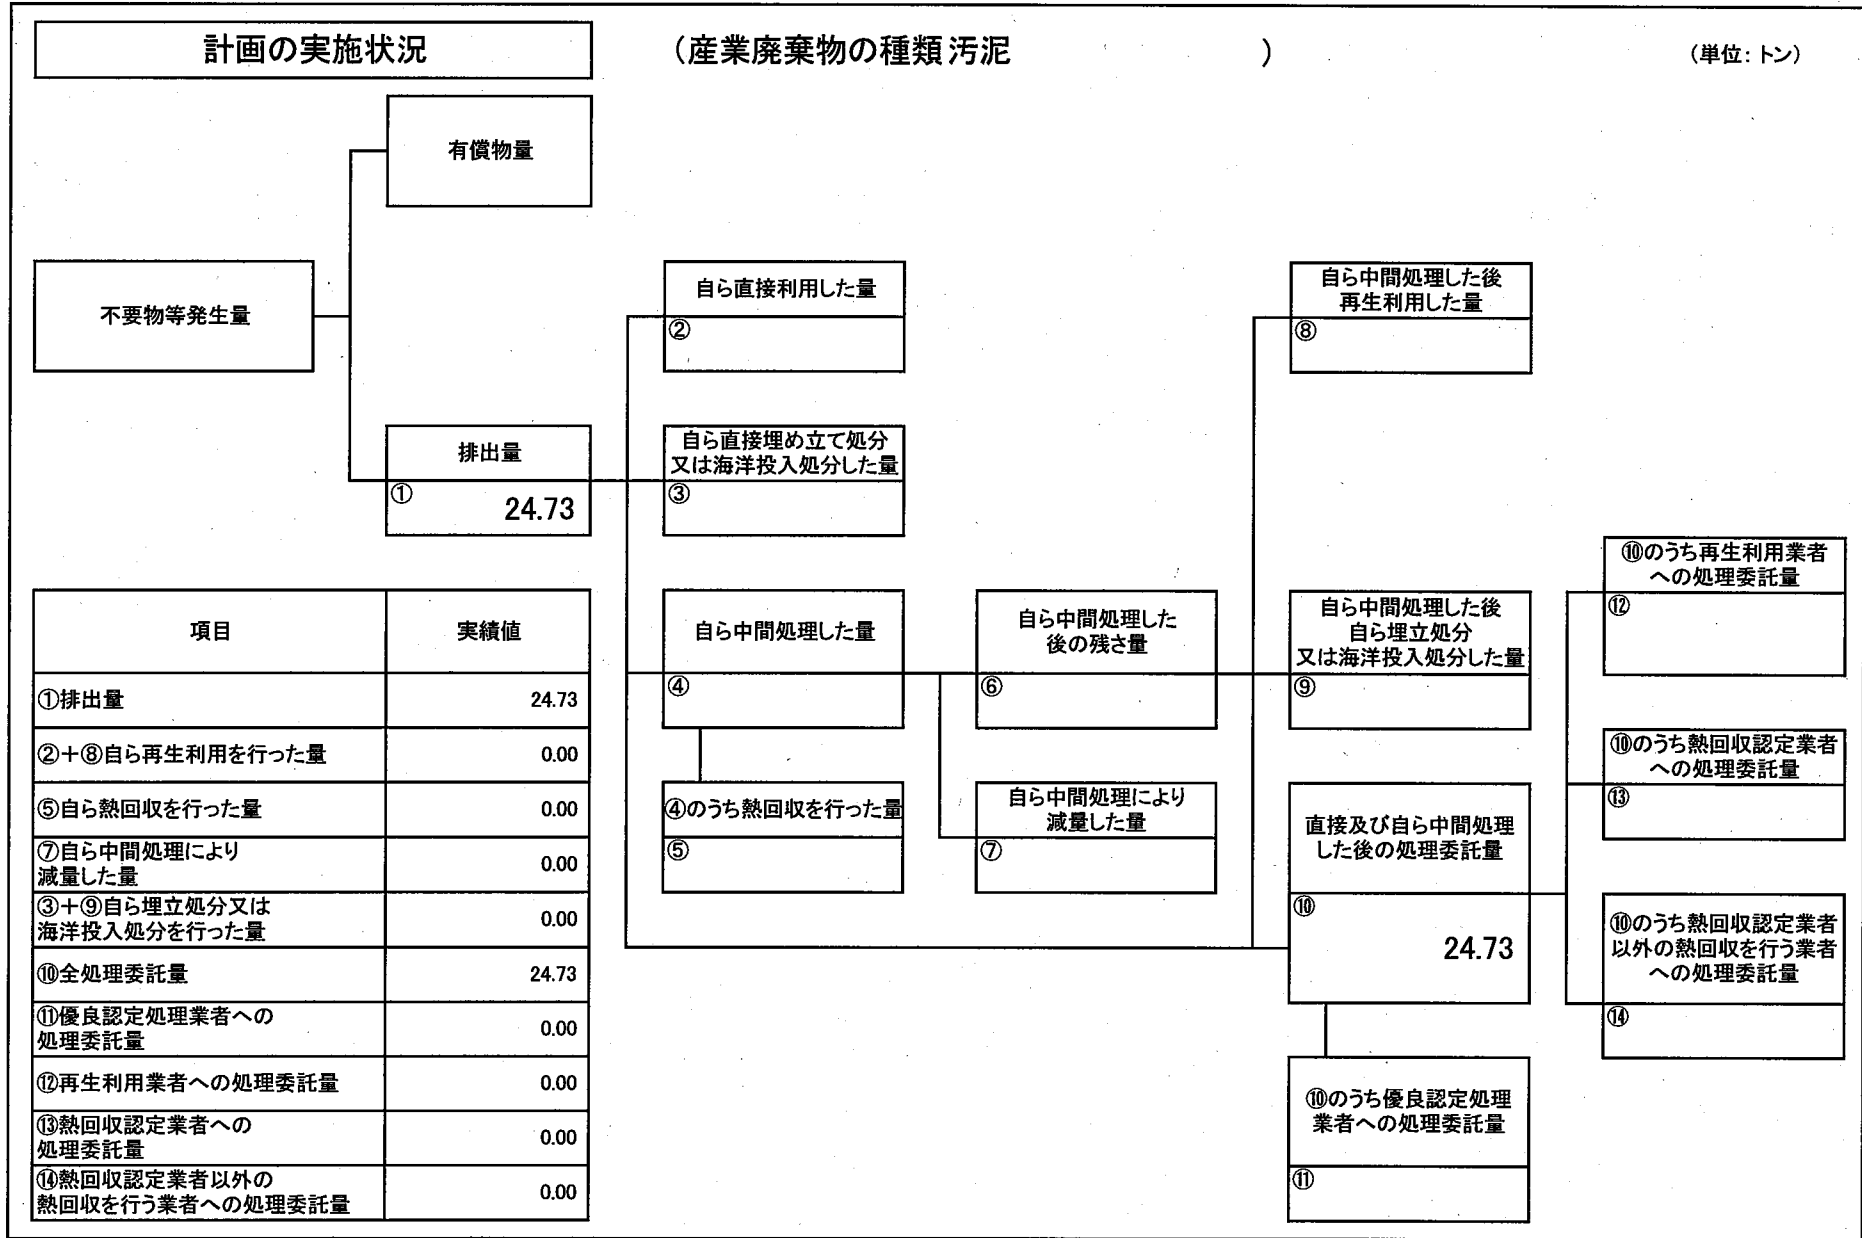 計画の実施状況
（産業廃棄物の種類 汚泥 ）
（単位：トン）
有償物量
不要物等発生量
排出量
①
24.73
自ら直接利用した量
②
自ら直接埋め立て処分
又は海洋投入処分した量
③
自ら中間処理した量
④
④のうち熱回収を行った量
⑤
自ら中間処理した
後の残さ量
⑥
自ら中間処理により
減量した量
⑦
自ら中間処理した後
再生利用した量
⑧
自ら中間処理した後
自ら埋立処分
又は海洋投入処分した量
⑨
直接及び自ら中間処理
した後の処理委託量
⑩
24.73
⑩のうち優良認定処理
業者への処理委託量
⑪
⑩のうち再生利用業者
への処理委託量
⑫
⑩のうち熱回収認定業者
への処理委託量
⑬
⑩のうち熱回収認定業者
以外の熱回収を行う業者
への処理委託量
⑭
項目 実績値
①排出量 24.73
②＋⑧自ら再生利用を行った量 0.00
⑤自ら熱回収を行った量 0.00
⑦自ら中間処理により
減量した量 0.00
③＋⑨自ら埋立処分又は
海洋投入処分を行った量 0.00
⑩全処理委託量 24.73
⑪優良認定処理業者への
処理委託量 0.00
⑫再生利用業者への処理委託量 0.00
⑬熱回収認定業者への
処理委託量 0.00
⑭熱回収認定業者以外の
熱回収を行う業者への処理委託量 0.00